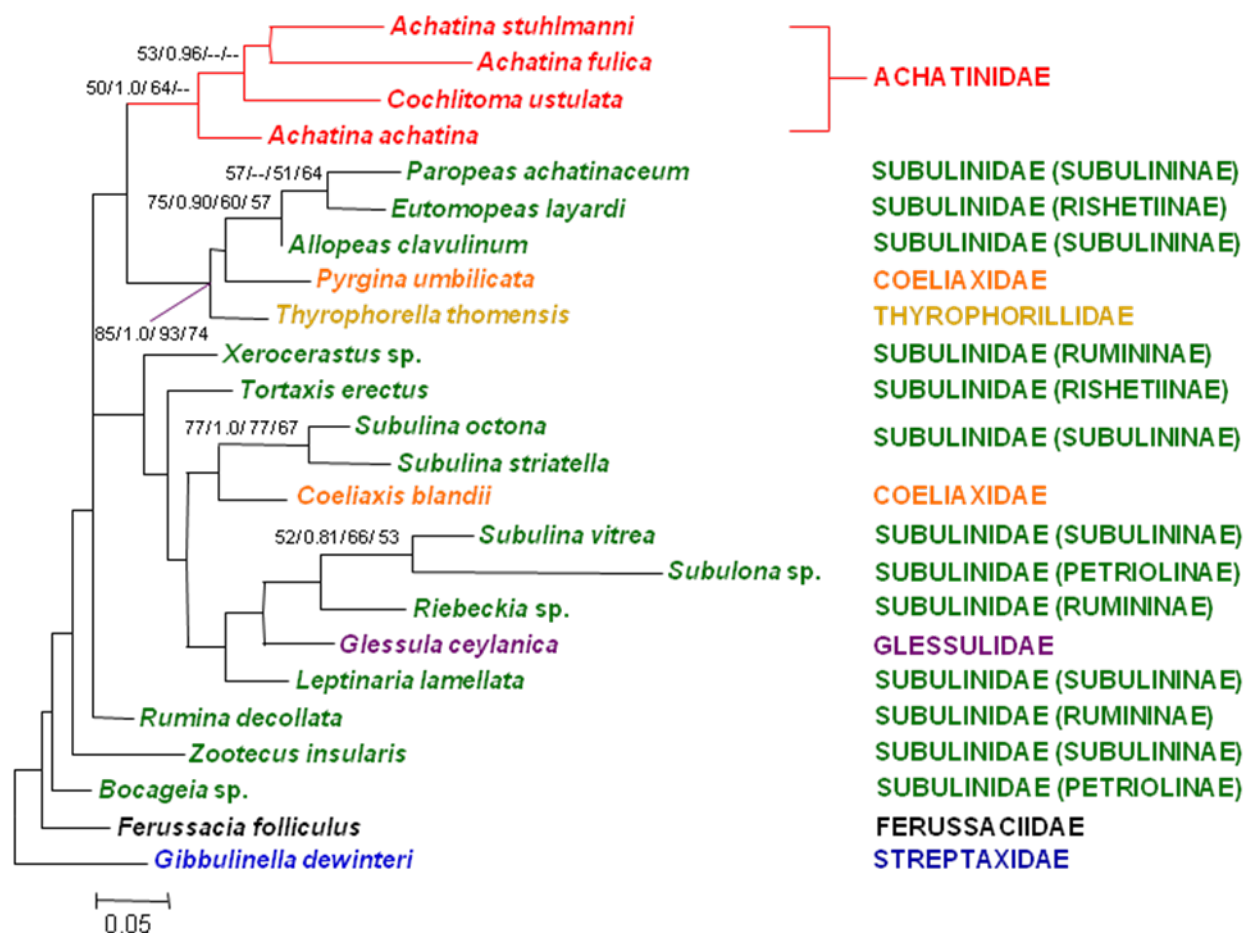 Achatina stuhlmanni
53/0.96/--/--
Achatina fulica
ACHATINIDAE
50/1.0/64/--
Cochlitoma ustulata
Achatina achatina
57/--/51/64
Paropeas achatinaceum SUBULINIDAE (SUBULININAE)
75/0.90/60/57
Eutomopeas layardi SUBULINIDAE (RISHETIINAE)
Allopeas clavulinum SUBULINIDAE (SUBULININAE)
Pyrgina umbilicata COELIAXIDAE
Thyrophorella thomensis THYROPHORILLIDAE
85/1.0/93/74
Xerocerastus sp. SUBULINIDAE (RUMININAE)
Tortaxis erectus SUBULINIDAE (RISHETIINAE)
77/1.0/77/67
Subulina octona
SUBULINIDAE (SUBULININAE)
Subulina striatella
Coeliaxis blandii COELIAXIDAE
52/0.81/66/53
Subulina vitrea SUBULINIDAE (SUBULININAE)
Subulona sp. SUBULINIDAE (PETRIOLINAE)
Riebeckia sp. SUBULINIDAE (RUMININAE)
Glessula ceylanica GLESSULIDAE
Leptinaria lamellata SUBULINIDAE (SUBULININAE)
Rumina decollata SUBULINIDAE (RUMININAE)
Zootecus insularis SUBULINIDAE (SUBULININAE)
Bocageia sp. SUBULINIDAE (PETRIOLINAE)
Ferussacia folliculus FERUSSACIIDAE
Gibbulinella dewinteri STREPTAXIDAE
0.05